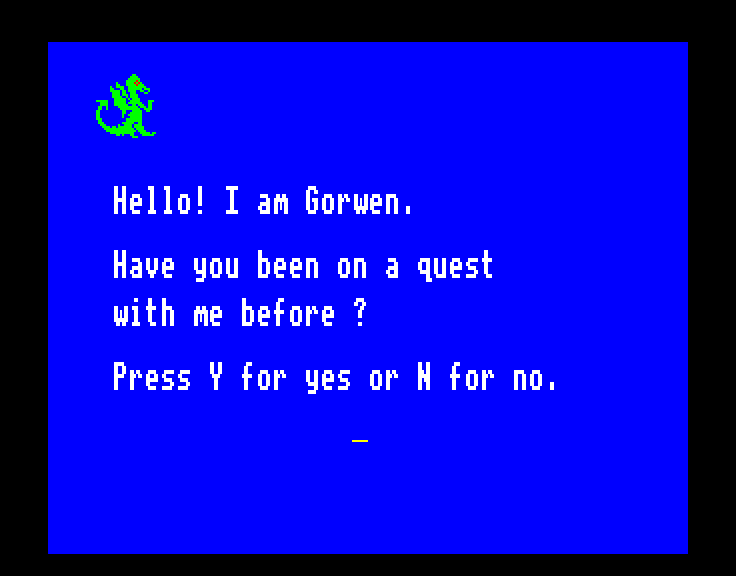 Hello! I am Gorwen.
Have you been on a quest
with me before ?
Press Y for yes or N for no.